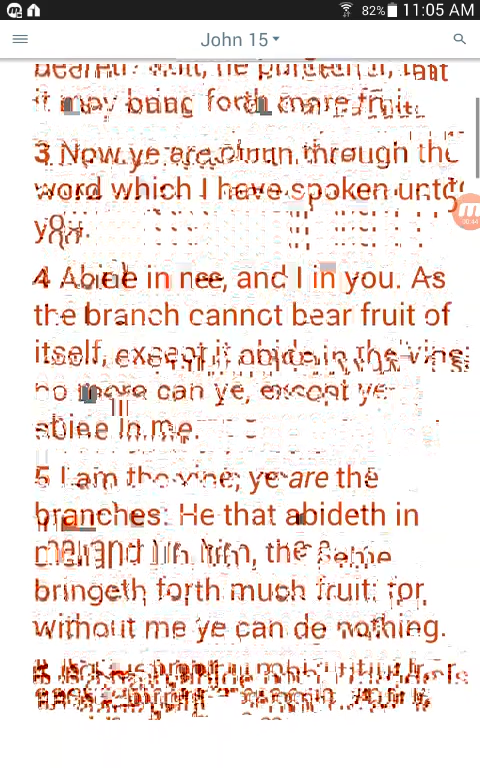 82% 11:05 AM
John 15
it may bring forth more fruit.
3 Now ye are clean through the
word which I have spoken unto
you.
4 Abide in me, and I in you. As
the branch cannot bear fruit of
itself, except it abide in the vine;
no more can ye, except ye
abide in me.
5 I am the vine; ye are the
branches: He that abideth in
me, and I in him, the same
bringeth forth much fruit: for
without me ye can do nothing.